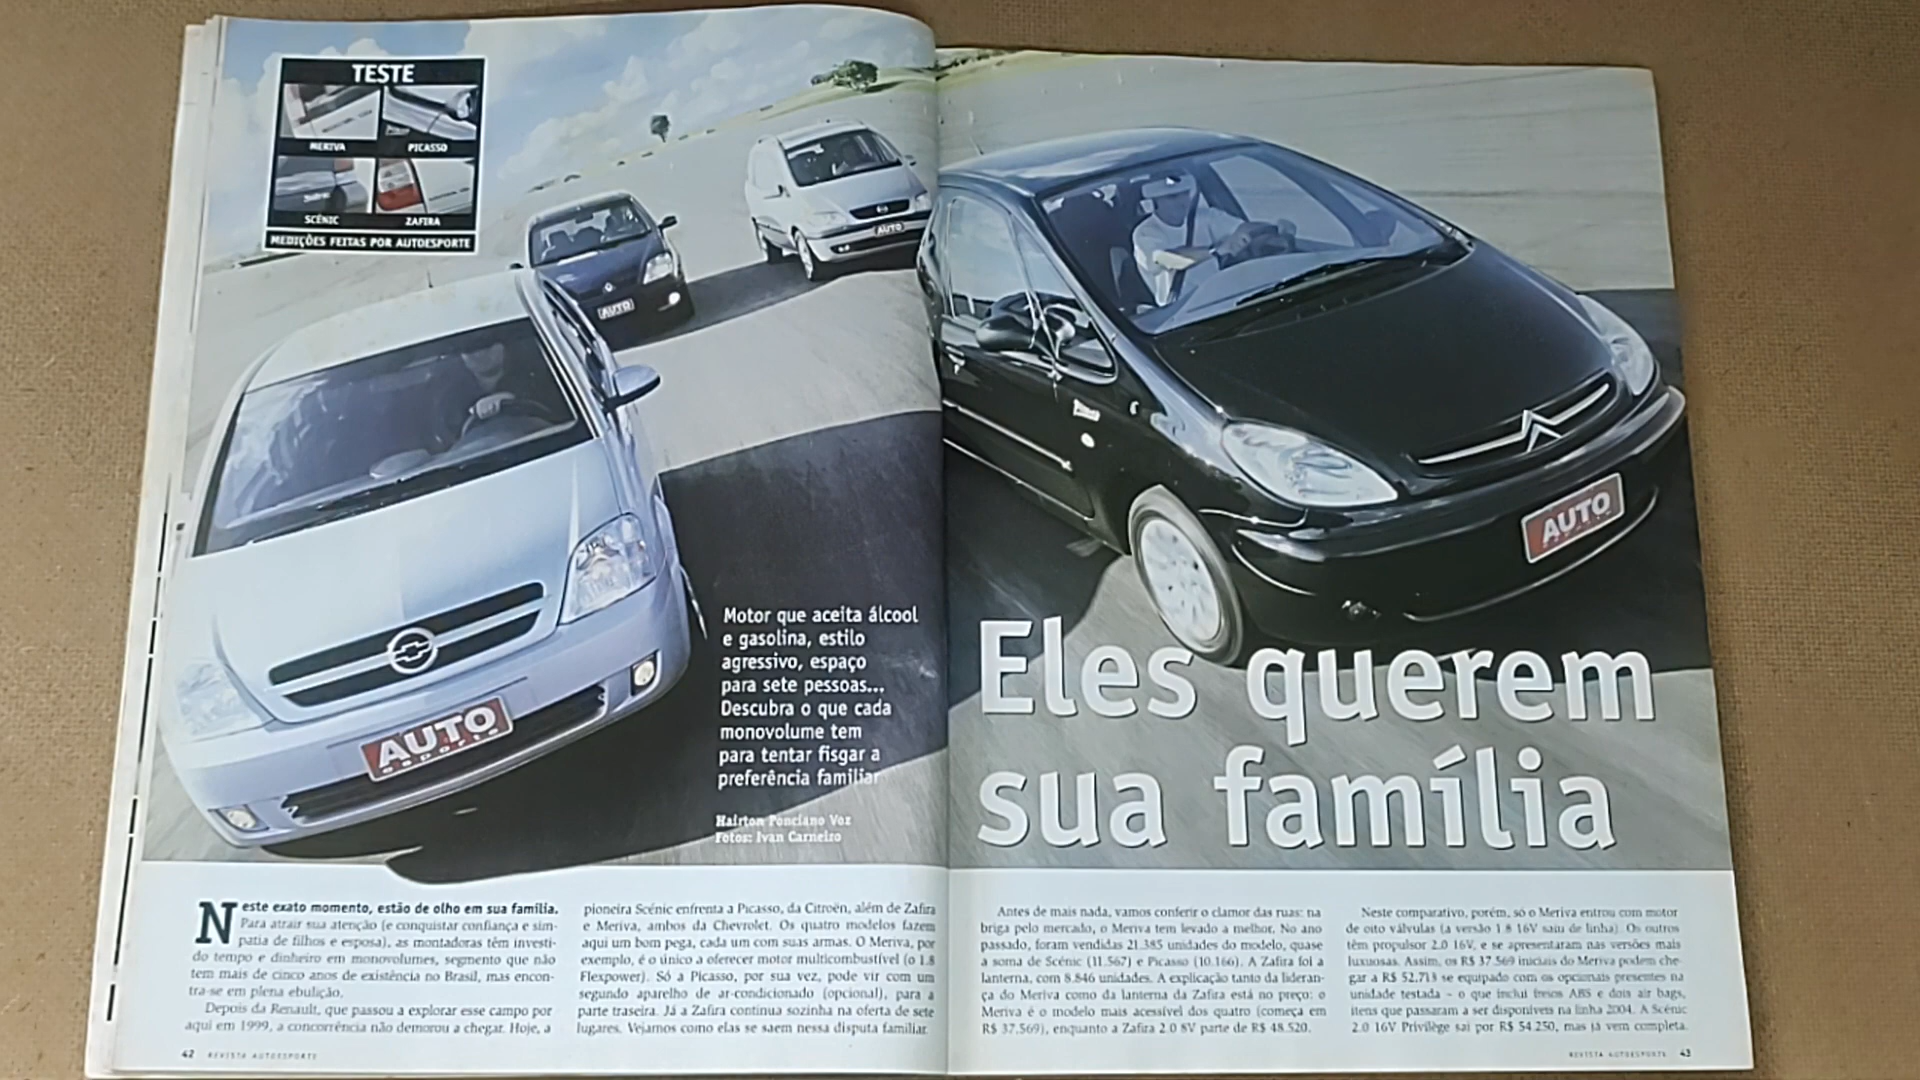 TESTE
MERIVA
PICASSO
SCÉNIC
ZAFIRA
MEDIÇÕES FEITAS POR AUTOESPORTE
AUTO
AUTO
AUTO
esporte
AUTO
Motor que aceita álcool
e gasolina, estilo
agressivo, espaço
para sete pessoas...
Descubra o que cada
monovolume tem
para tentar fisgar a
preferência familiar
Hairton Ponciano Voz
Fotos: Ivan Carneiro
Eles querem
sua família
Neste exato momento, estão de olho em sua família.
Para atrair sua atenção (e conquistar confiança e sim-
patia de filhos e esposa), as montadoras têm investi-
do tempo e dinheiro em monovolumes, segmento que não
tem mais de cinco anos de existência no Brasil, mas encon-
tra-se em plena ebulição.
Depois da Renault, que passou a explorar esse campo por
aqui em 1999, a concorrência não demorou a chegar. Hoje, a
pioneira Scénic enfrenta a Picasso, da Citroën, além de Zafira
e Meriva, ambos da Chevrolet. Os quatro modelos fazem
aqui um bom pega, cada um com suas armas. O Meriva, por
exemplo, é o único a oferecer motor multicombustível (o 1.8
Flexpower). Só a Picasso, por sua vez, pode vir com um
segundo aparelho de ar-condicionado (opcional), para a
parte traseira. Já a Zafira continua sozinha na oferta de sete
lugares. Vejamos como elas se saem nessa disputa familiar.
Antes de mais nada, vamos conferir o clamor das ruas: na
briga pelo mercado, o Meriva tem levado a melhor. No ano
passado, foram vendidas 21.385 unidades do modelo, quase
a soma de Scénic (11.567) e Picasso (10.166). A Zafira foi a
lanterna, com 8.846 unidades. A explicação tanto da lideran-
ça do Meriva como da lanterna da Zafira está no preço: o
Meriva é o modelo mais acessível dos quatro (começa em
R$ 37.569), enquanto a Zafira 2.0 8V parte de R$ 48.520.
Neste comparativo, porém, só o Meriva entrou com motor
de oito válvulas (a versão 1.8 16V saiu de linha). Os outros
têm propulsor 2.0 16V, e se apresentaram nas versões mais
luxuosas. Assim, os R$ 37.569 iniciais do Meriva podem che-
gar a R$ 52.713 se equipado com os opcionais presentes na
unidade testada – o que inclui freios ABS e dois air bags,
itens que passaram a ser disponíveis na linha 2004. A Scénic
2.0 16V Privilège sai por R$ 54.250, mas já vem completa.
42 REVISTA AUTOESPORTE
REVISTA AUTOESPORTE 43